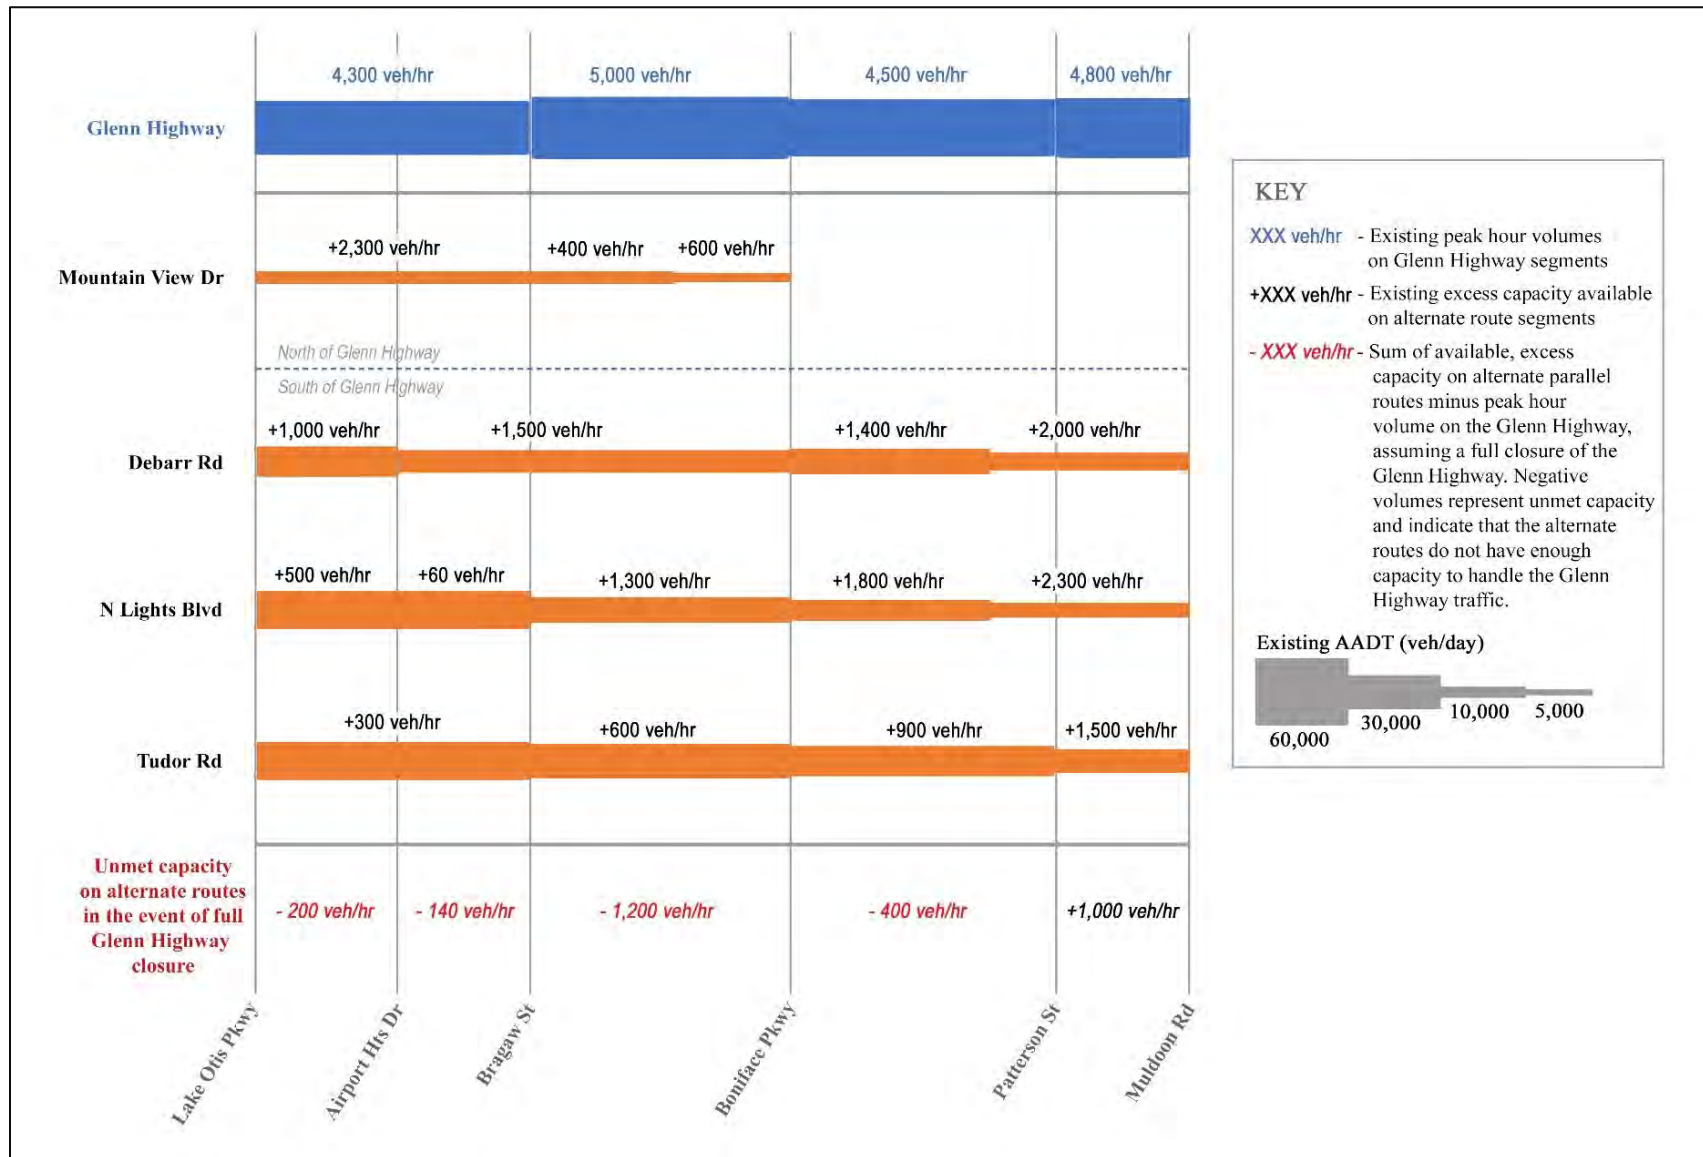 4,300 veh/hr
5,000 veh/hr
4,500 veh/hr
4,800 veh/hr
Glenn Highway
+2,300 veh/hr
+400 veh/hr
+600 veh/hr
Mountain View Dr
North of Glenn Highway
South of Glenn Highway
+1,000 veh/hr
+1,500 veh/hr
+1,400 veh/hr
+2,000 veh/hr
Debarr Rd
+500 veh/hr
+60 veh/hr
+1,300 veh/hr
+1,800 veh/hr
+2,300 veh/hr
N Lights Blvd
+300 veh/hr
+600 veh/hr
+900 veh/hr
+1,500 veh/hr
Tudor Rd
Unmet capacity
on alternate routes
in the event of full
Glenn Highway
closure
- 200 veh/hr
- 140 veh/hr
- 1,200 veh/hr
- 400 veh/hr
+1,000 veh/hr
Lake Otis Pkwy
Airport Hts Dr
Bragaw St
Boniface Pkwy
Patterson St
Muldoon Rd
KEY
XXX veh/hr - Existing peak hour volumes
on Glenn Highway segments
+XXX veh/hr - Existing excess capacity available
on alternate route segments
- XXX veh/hr - Sum of available, excess
capacity on alternate parallel
routes minus peak hour
volume on the Glenn Highway,
assuming a full closure of the
Glenn Highway. Negative
volumes represent unmet capacity
and indicate that the alternate
routes do not have enough
capacity to handle the Glenn
Highway traffic.
Existing AADT (veh/day)
60,000
30,000
10,000
5,000